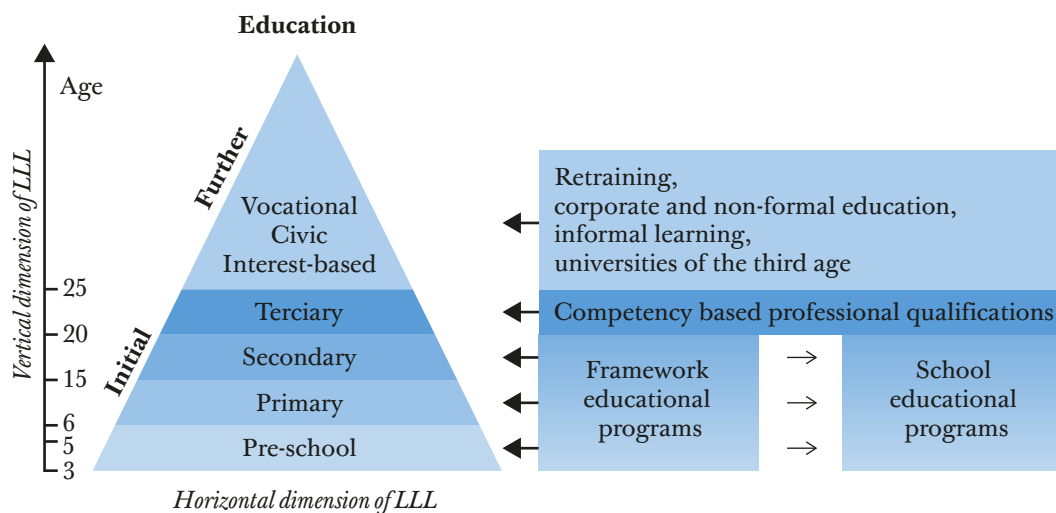 Education
Age
Vertical dimension of LLL
Further
Initial
Vocational
Civic
Interest-based
25
Terciary
20
Secondary
15
Primary
6
5
Pre-school
3
Horizontal dimension of LLL
Retraining,
corporate and non-formal education,
informal learning,
universities of the third age
Competency based professional qualifications
Framework
educational
programs
School
educational
programs